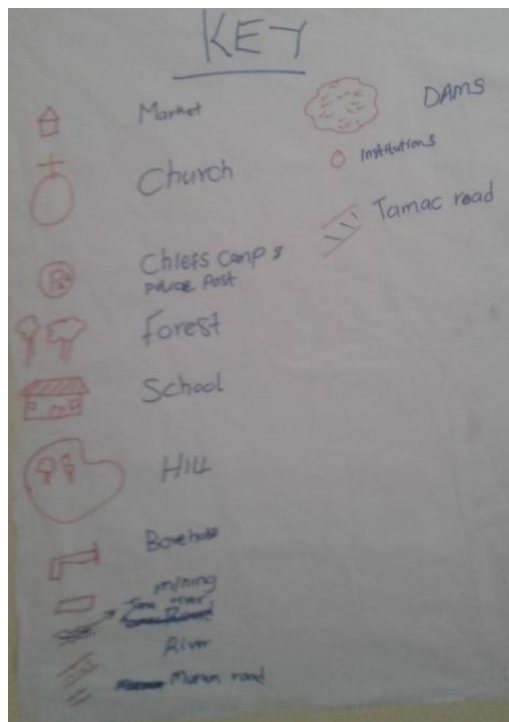 KEY
Market
Church
Chiefs Camp &
Police Post
Forest
School
Hill
Borehole
mining
River
River
Murram road
DAMS
Institutions
Tamac road